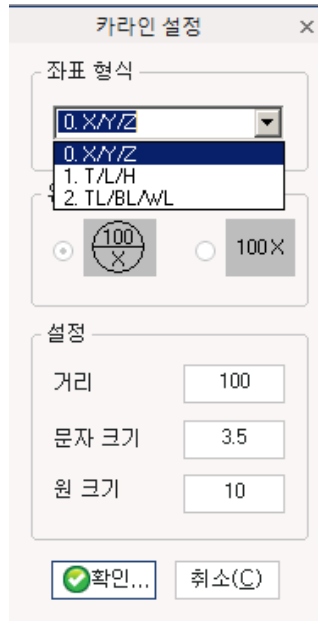 카라인 설정 ×
좌표 형식
0. X/Y/Z
0. X/Y/Z
1. T/L/H
2. TL/BL/WL
100
X
100X
설정
거리 100
문자 크기 3.5
원 크기 10
확인... 취소(C)